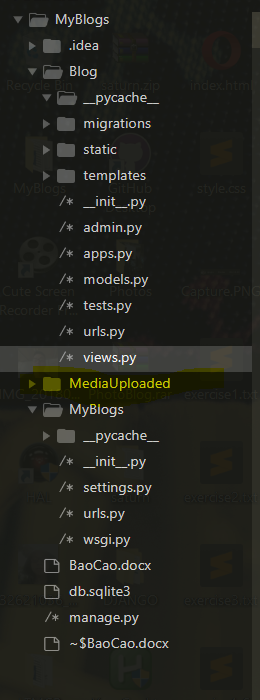 MyBlogs
.idea
Blog
__pycache__
migrations
static
templates
__init__.py
admin.py
apps.py
models.py
tests.py
urls.py
views.py
MediaUploaded
MyBlogs
__pycache__
__init__.py
settings.py
urls.py
wsgi.py
BaoCao.docx
db.sqlite3
manage.py
~$BaoCao.docx